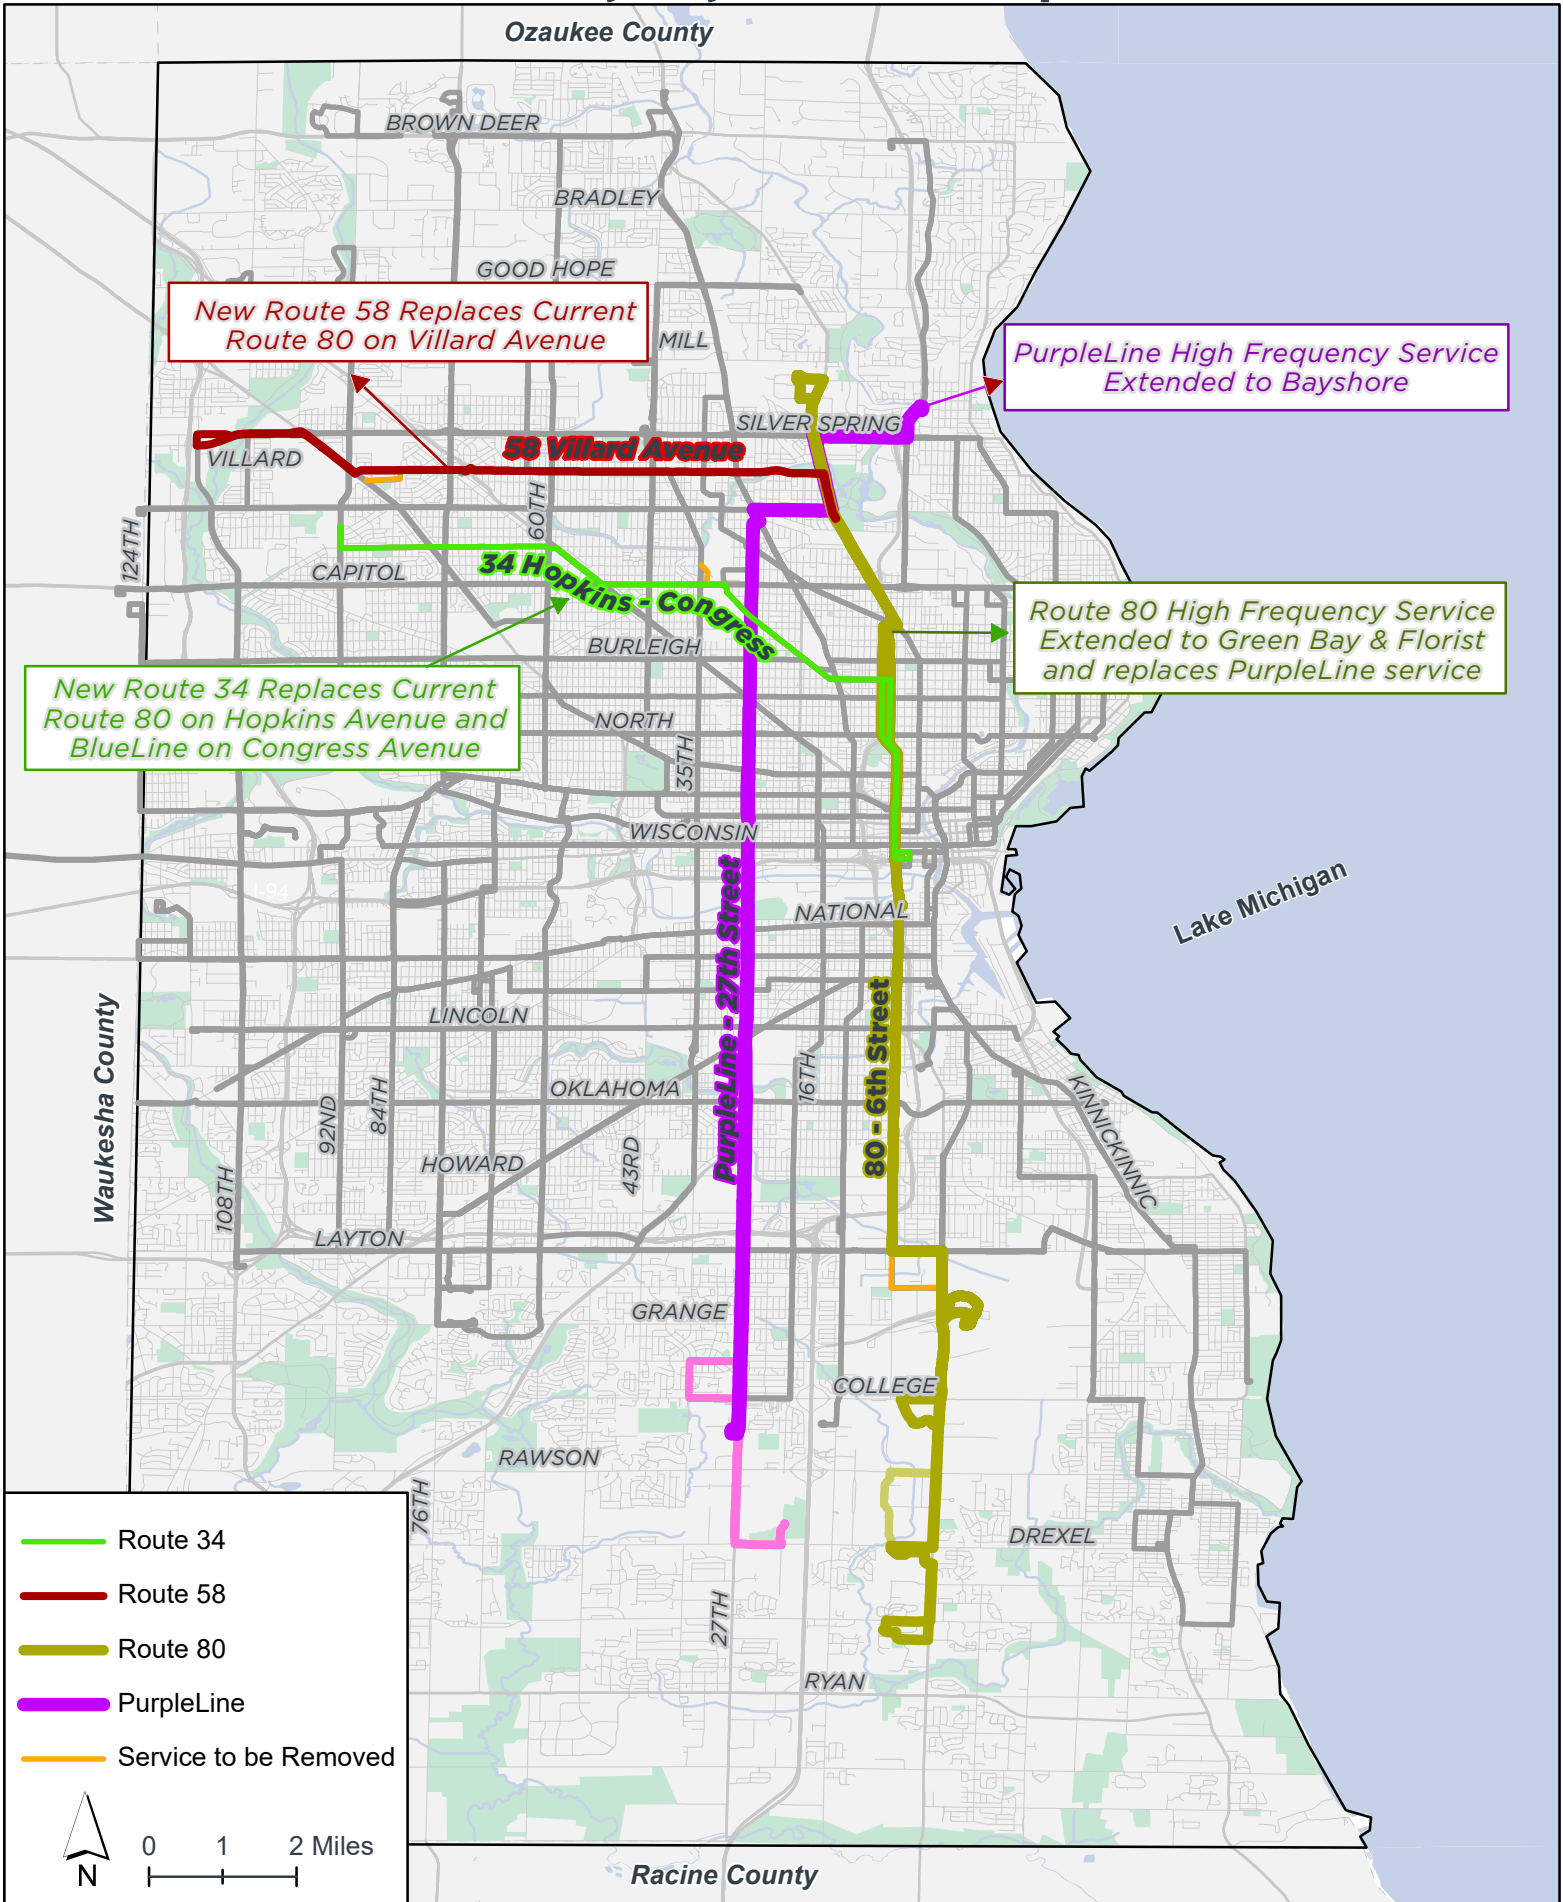 Ozaukee County
BROWN DEER
BRADLEY
GOOD HOPE
New Route 58 Replaces Current
Route 80 on Villard Avenue
MILL
PurpleLine High Frequency Service
Extended to Bayshore
SILVER SPRING
58 Villard Avenue
VILLARD
60TH
124TH
CAPITOL
34 Hopkins - Congress
Route 80 High Frequency Service
Extended to Green Bay & Florist
and replaces PurpleLine service
BURLEIGH
New Route 34 Replaces Current
Route 80 on Hopkins Avenue and
BlueLine on Congress Avenue
NORTH
35TH
WISCONSIN
I-94
PurpleLine - 27th Street
NATIONAL
Lake Michigan
80 - 6th Street
Waukesha County
LINCOLN
OKLAHOMA
16TH
92ND
84TH
KINNICKINNIC
HOWARD
43RD
108TH
LAYTON
GRANGE
COLLEGE
RAWSON
76TH
DREXEL
27TH
RYAN
Route 34
Route 58
Route 80
PurpleLine
Service to be Removed
N
0 1 2 Miles
Racine County